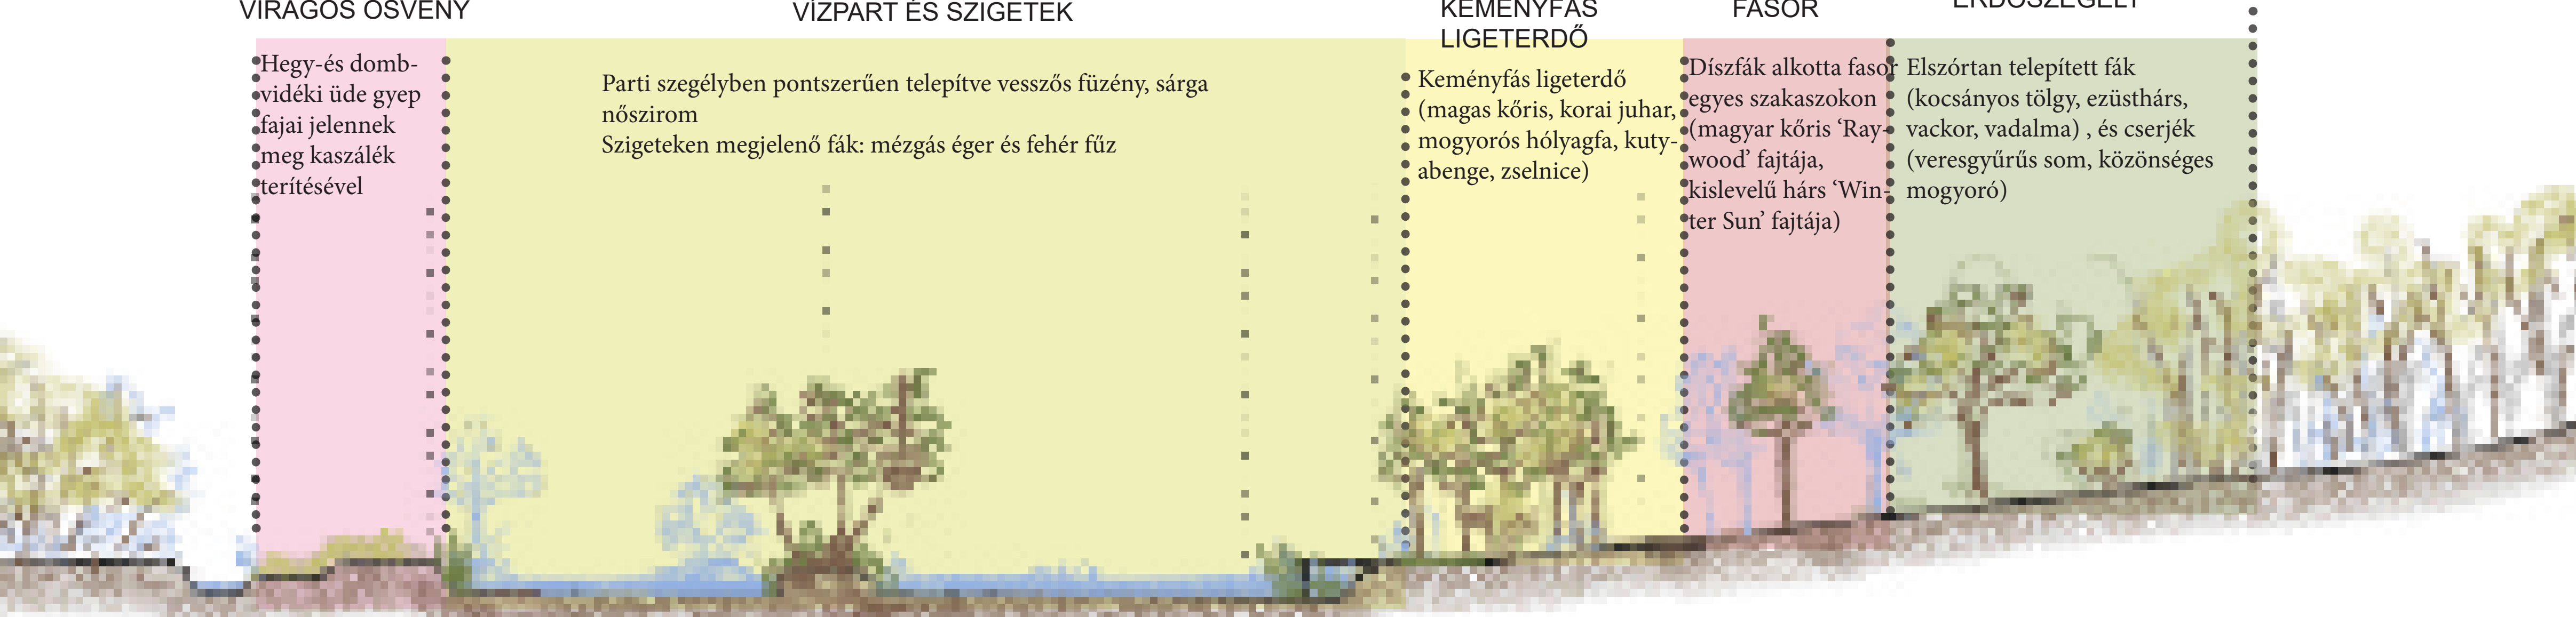 VIRÁGOS ÖSVÉNY
Hegy-és domb-
vidéki üde gyep
fajai jelennek
meg kaszálék
terítésével
VÍZPART ÉS SZIGETEK
Parti szegélyben pontszerűen telepítve vesszős füzény, sárga
nőszirom
Szigeteken megjelenő fák: mézgás éger és fehér fűz
KEMÉNYFÁS
LIGETERDŐ
Keményfás ligeterdő
(magas kőris, korai juhar,
mogyorós hólyagfa, kuty-
abenge, zselnice)
FASOR
Díszfák alkotta fasor
egyes szakaszokon
(magyar kőris ‘Ray-
wood’ fajtája,
kislevelű hárs ‘Win-
ter Sun’ fajtája)
ERDŐSZEGÉLY
Elszórtan telepített fák
(kocsányos tölgy, ezüsthárs,
vackor, vadalma) , és cserjék
(veresgyűrűs som, közönséges
mogyoró)